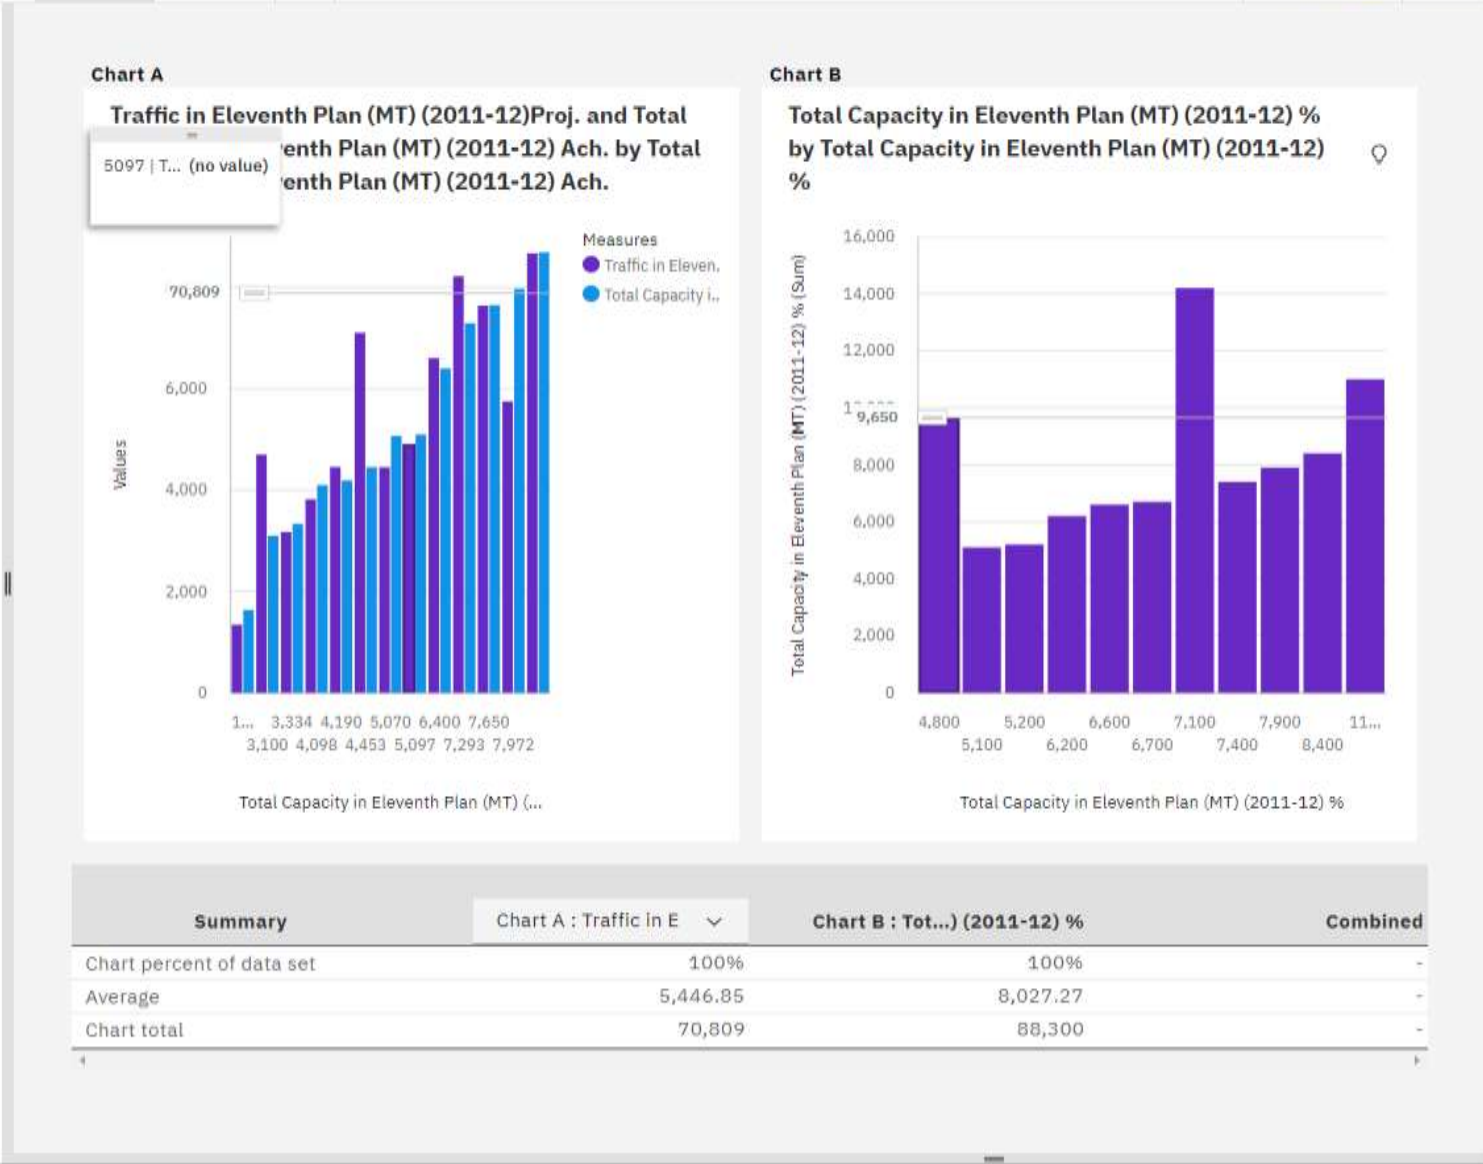 Chart A
Traffic in Eleventh Plan (MT) (2011-12)Proj. and Total
enth Plan (MT) (2011-12) Ach. by Total
enth Plan (MT) (2011-12) Ach.
5097 | T... (no value)
Measures
Traffic in Eleven.
Total Capacity i..
Values
70,809
6,000
4,000
2,000
0
1... 3,334 4,190 5,070 6,400 7,650
3,100 4,098 4,453 5,097 7,293 7,972
Total Capacity in Eleventh Plan (MT) (...
Chart B
Total Capacity in Eleventh Plan (MT) (2011-12) %
by Total Capacity in Eleventh Plan (MT) (2011-12)
%
Total Capacity in Eleventh Plan (MT) (2011-12) % (Sum)
16,000
14,000
12,000
9,650
8,000
6,000
4,000
2,000
0
4,800 5,200 6,600 7,100 7,900 11...
5,100 6,200 6,700 7,400 8,400
Total Capacity in Eleventh Plan (MT) (2011-12) %
Summary Chart A : Traffic in E Chart B : Tot...) (2011-12) % Combined
Chart percent of data set 100% 100% -
Average 5,446.85 8,027.27 -
Chart total 70,809 88,300 -